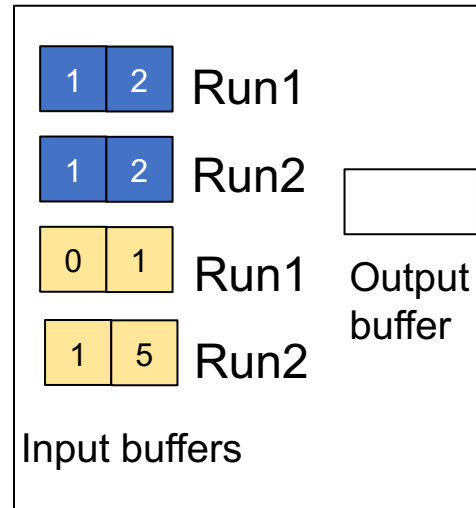 1 2 Run1
1 2 Run2
0 1 Run1
1 5 Run2
Output
buffer
Input buffers